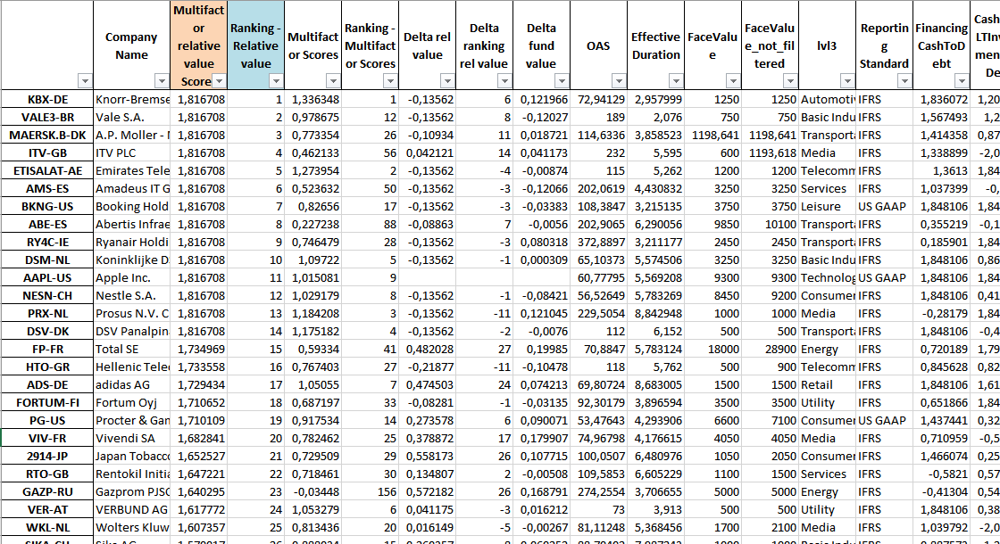 Company Name Multifact or relative value Score Ranking - Relative value Multifact or Scores Ranking - Multifact or Scores Delta rel value Delta ranking rel value Delta fund value OAS Effective Duration FaceValu e FaceValu e_not_fil tered lvl3 Reportin g Standard Financing CashToD ebt Cash LTInv men De
KBX-DE Knorr-Bremse 1,816708 1 1,336348 1 -0,13562 6 0,121966 72,94129 2,957999 1250 1250 Automoti IFRS 1,836072 1,20
VALE3-BR Vale S.A. 1,816708 2 0,978675 12 -0,13562 8 -0,12027 189 2,076 750 750 Basic Indu IFRS 1,567493 1,2
MAERSK.B-DK A.P. Moller - 1,816708 3 0,773354 26 -0,10934 11 0,018721 114,6336 3,858523 1198,641 1198,641 Transport IFRS 1,414358 0,87
ITV-GB ITV PLC 1,816708 4 0,462133 56 0,042121 14 0,041173 232 5,595 600 1193,618 Media IFRS 1,338899 -2,0
ETISALAT-AE Emirates Tele 1,816708 5 1,273954 2 -0,13562 -4 -0,00874 115 5,262 1200 1200 Telecomm IFRS 1,3613 1,84
AMS-ES Amadeus IT G 1,816708 6 0,523632 50 -0,13562 -3 -0,12066 202,0619 4,430832 3250 3250 Services IFRS 1,037399 -0,
BKNG-US Booking Hold 1,816708 7 0,82656 17 -0,13562 -3 -0,03383 108,3847 3,215135 3750 3750 Leisure US GAAP 1,848106 1,84
ABE-ES Abertis Infrae 1,816708 8 0,227238 88 -0,08863 7 -0,0056 202,9065 6,290056 9850 10100 Transport IFRS 0,355219 -0,1
RY4C-IE Ryanair Holdi 1,816708 9 0,746479 28 -0,13562 -3 0,080318 372,8897 3,211177 2450 2450 Transport IFRS 0,185901 1,84
DSM-NL Koninklijke D 1,816708 10 1,09722 5 -0,13562 -1 0,000309 65,10373 5,574506 3250 3250 Basic Indu IFRS 1,848106 0,86
AAPL-US Apple Inc. 1,816708 11 1,015081 9 60,77795 5,569208 9300 9300 Technolog US GAAP 1,848106 1,84
NESN-CH Nestle S.A. 1,816708 12 1,029179 8 -0,13562 -1 -0,08421 56,52649 5,783269 8450 9200 Consumer IFRS 1,848106 0,41
PRX-NL Prosus N.V. C 1,816708 13 1,184208 3 -0,13562 -11 0,121045 229,5054 8,842948 1000 1000 Media IFRS -0,28179 1,84
DSV-DK DSV Panalpin 1,816708 14 1,175182 4 -0,13562 -2 -0,0076 112 6,152 500 500 Transport IFRS 1,848106 -0,4
FP-FR Total SE 1,734969 15 0,59334 41 0,482028 27 0,19985 70,8847 5,783124 18000 28900 Energy IFRS 0,720189 1,79
HTO-GR Hellenic Tele 1,733558 16 0,767403 27 -0,21877 -11 -0,10478 118 5,762 500 900 Telecomm IFRS 0,845628 0,82
ADS-DE adidas AG 1,729434 17 1,05055 7 0,474503 24 0,074213 69,80724 8,683005 1500 1500 Retail IFRS 1,848106 1,61
FORTUM-FI Fortum Oyj 1,710652 18 0,687197 33 -0,08281 -1 -0,03135 92,30179 3,896594 3500 3500 Utility IFRS 0,651866 1,84
PG-US Procter & Gan 1,710109 19 0,917534 14 0,273578 6 0,090071 53,47643 4,293906 6600 7100 Consumer US GAAP 1,437441 0,32
VIV-FR Vivendi SA 1,682841 20 0,782462 25 0,378872 17 0,179907 74,96798 4,176615 4050 4050 Media IFRS 0,710959 -0,5
2914-JP Japan Tobacco 1,652527 21 0,729509 29 0,558173 26 0,107715 100,0507 6,480976 1050 2050 Consumer IFRS 1,466074 0,25
RTO-GB Rentokil Initia 1,647221 22 0,718461 30 0,134807 2 -0,00508 109,5853 6,605229 1100 1500 Services IFRS -0,5821 0,57
GAZP-RU Gazprom PJSC 1,640295 23 -0,03448 156 0,572182 26 0,168791 274,2554 3,706655 5000 5000 Energy IFRS -0,41304 0,54
VER-AT VERBUND AG 1,617772 24 1,053279 6 0,041175 -3 0,016212 73 3,913 500 500 Utility IFRS 1,848106 0,38
WKL-NL Wolters Kluw 1,607357 25 0,813436 20 0,016149 -5 -0,00267 81,11248 5,368456 1700 2100 Media IFRS 1,039792 -2,0